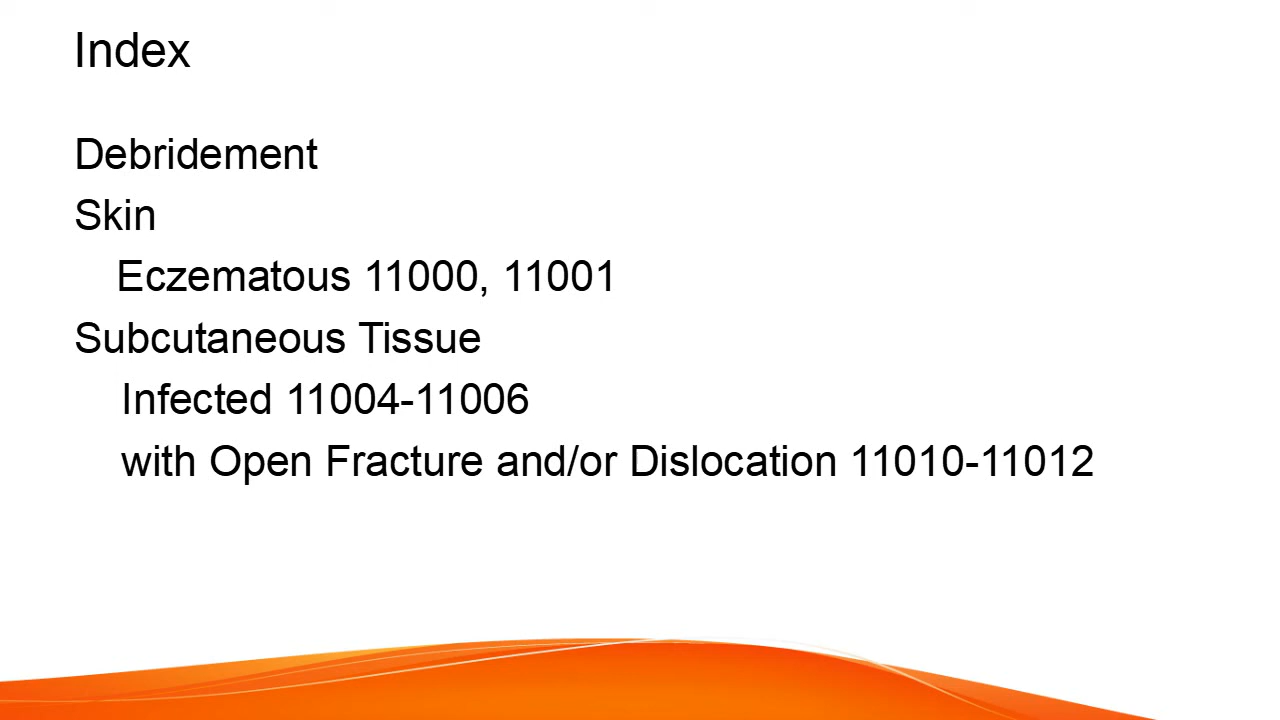 Index
Debridement
Skin
Eczematous 11000, 11001
Subcutaneous Tissue
Infected 11004-11006
with Open Fracture and/or Dislocation 11010-11012